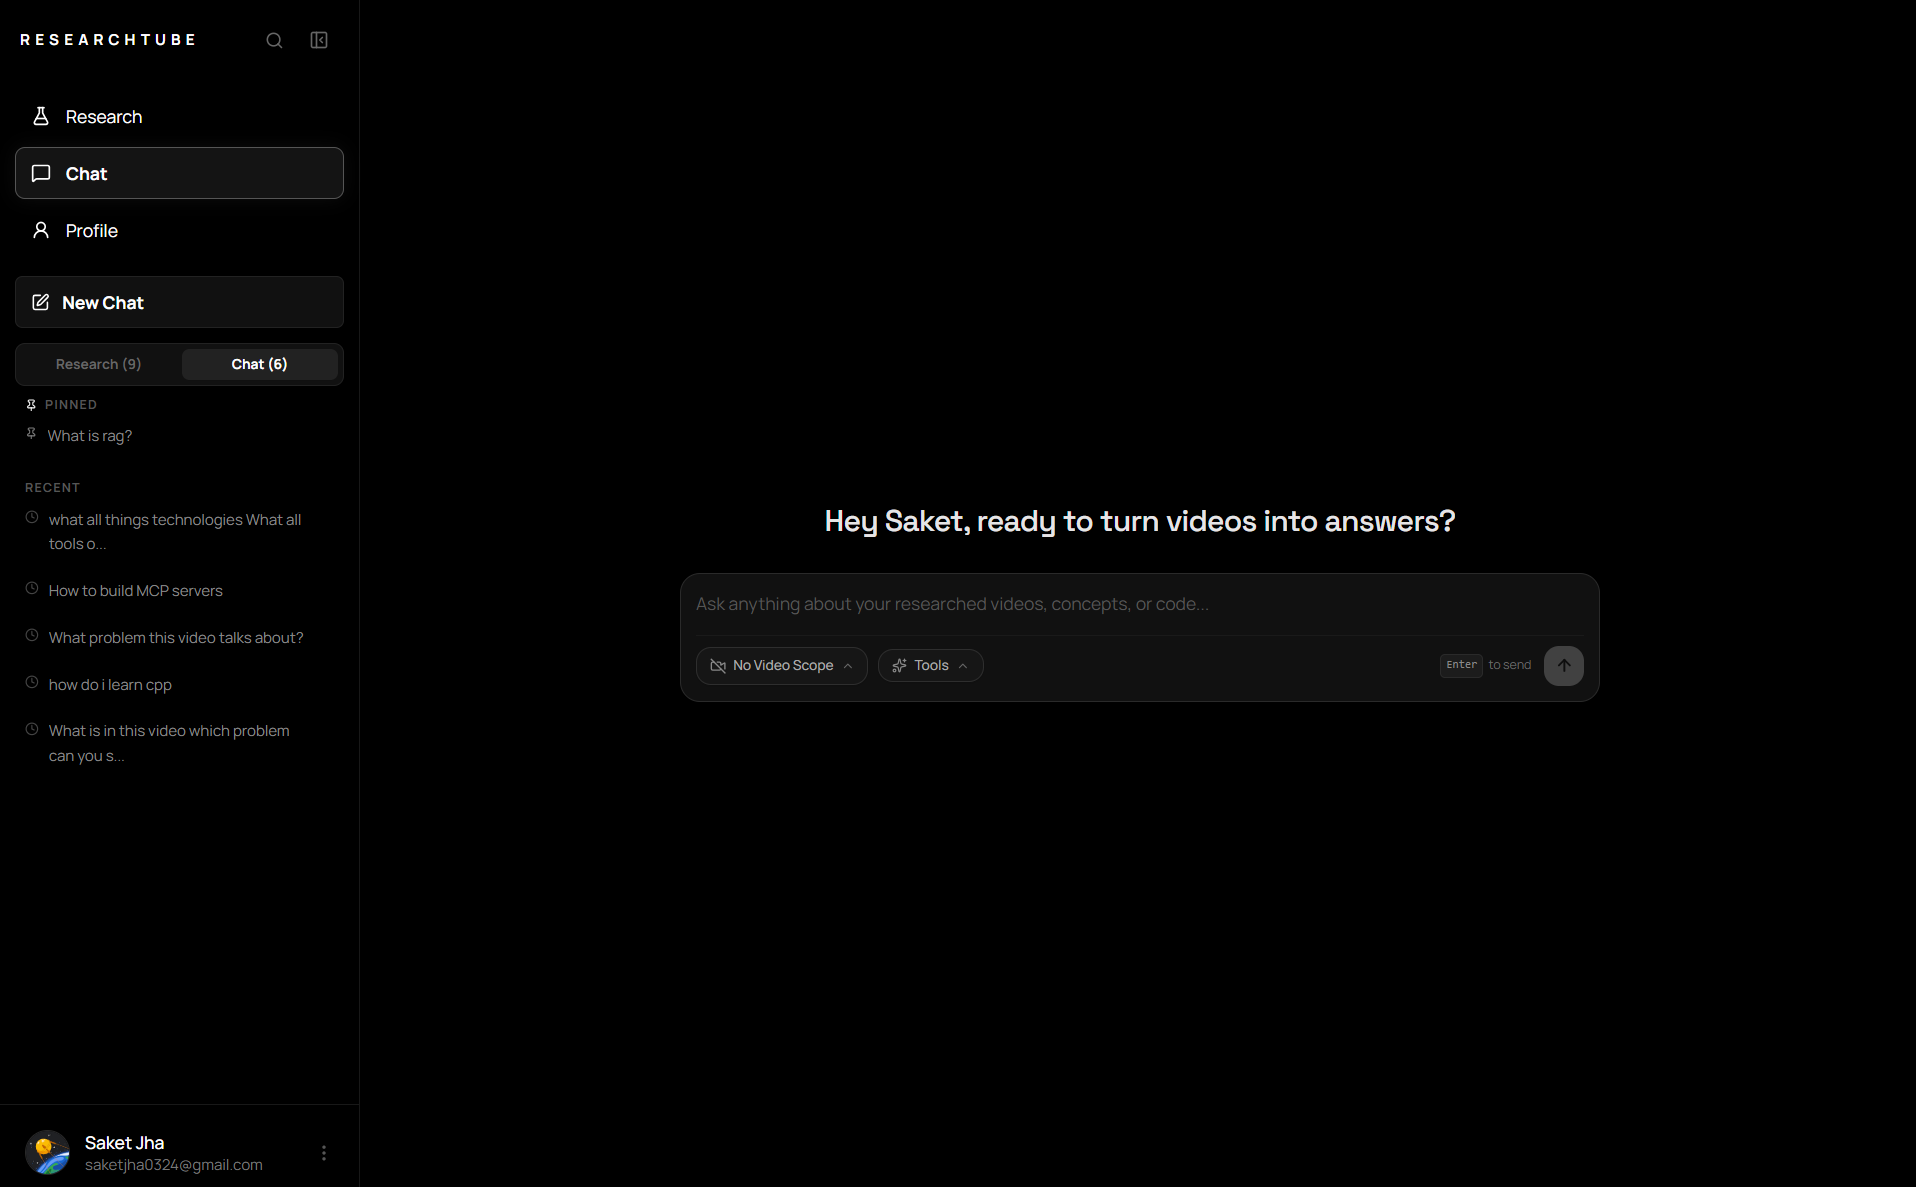 RESEARCHTUBE
Research
Chat
Profile
New Chat
Research (9)
Chat (6)
PINNED
What is rag?
RECENT
what all things technologies What all
tools o...
How to build MCP servers
What problem this video talks about?
how do i learn cpp
What is in this video which problem
can you s...
Saket Jha
saketjha0324@gmail.com
Hey Saket, ready to turn videos into answers?
Ask anything about your researched videos, concepts, or code...
No Video Scope
Tools
Enter to send